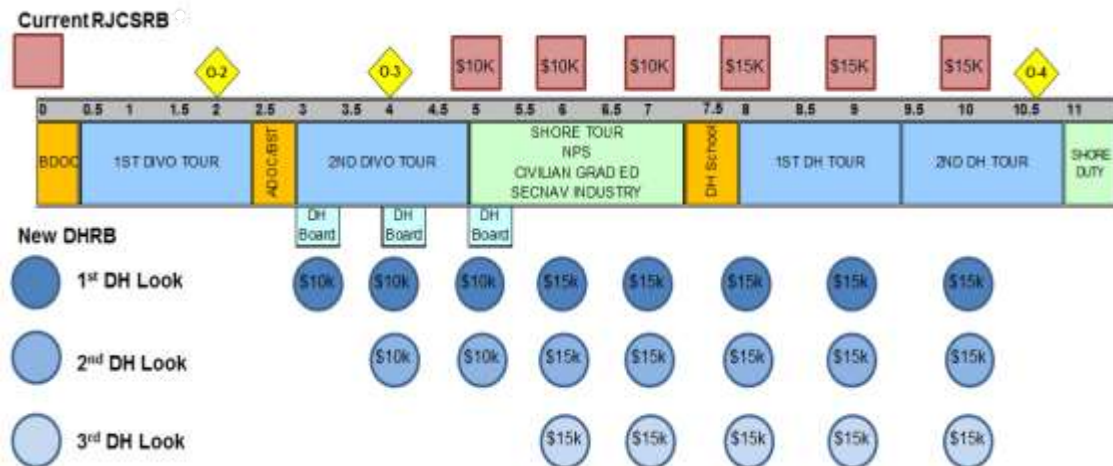 Current RJCSRB
O-2
O-3
$10K
$10K
$10K
$15K
$15K
$15K
O-4
0 0.5 1 1.5 2 2.5 3 3.5 4 4.5 5 5.5 6 6.5 7 7.5 8 8.5 9 9.5 10 10.5 11
BDOC
1ST DIVO TOUR
ADOC/BST
2ND DIVO TOUR
SHORE TOUR
NPS
CIVILIAN GRAD ED
SECNAV INDUSTRY
DH School
1ST DH TOUR
2ND DH TOUR
SHORE
DUTY
DH
Board
DH
Board
DH
Board
New DHRB
1st DH Look
$10k $10k $10k $15k $15k $15k $15k $15k
2nd DH Look
$10k $10k $15k $15k $15k $15k $15k
3rd DH Look
$15k $15k $15k $15k $15k